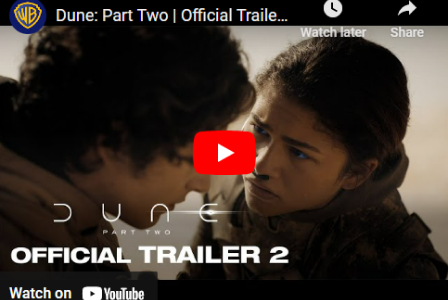 WB
Dune: Part Two | Official Traile...
Watch later
Share
DUNE
PART TWO
OFFICIAL TRAILER 2
Watch on YouTube